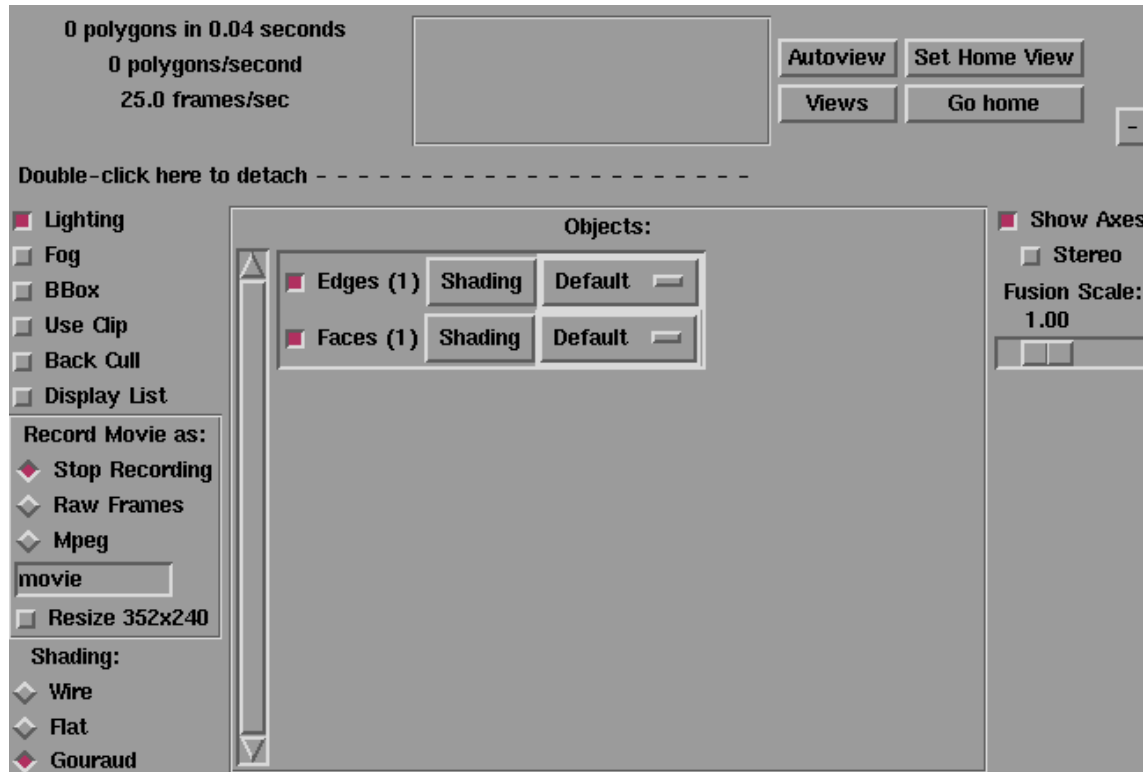 0 polygons in 0.04 seconds
0 polygons/second
25.0 frames/sec
Autoview
Set Home View
Views
Go home
-
Double-click here to detach - - - - - - - - - - - - - - - - - - - - - -
Lighting
Fog
BBox
Use Clip
Back Cull
Display List
Record Movie as:
Stop Recording
Raw Frames
Mpeg
movie
Resize 352x240
Shading:
Wire
Flat
Gouraud
Objects:
Edges (1) Shading Default
Faces (1) Shading Default
Show Axes
Stereo
Fusion Scale:
1.00